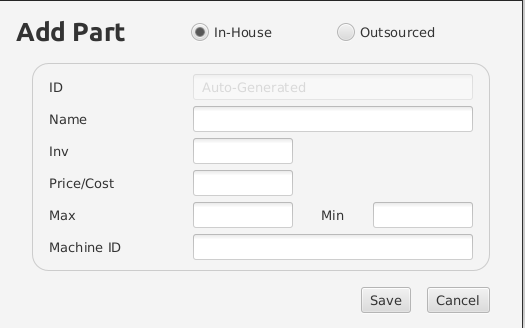 Add Part In-House Outsourced
ID Auto-Generated
Name
Inv
Price/Cost
Max Min
Machine ID
Save Cancel